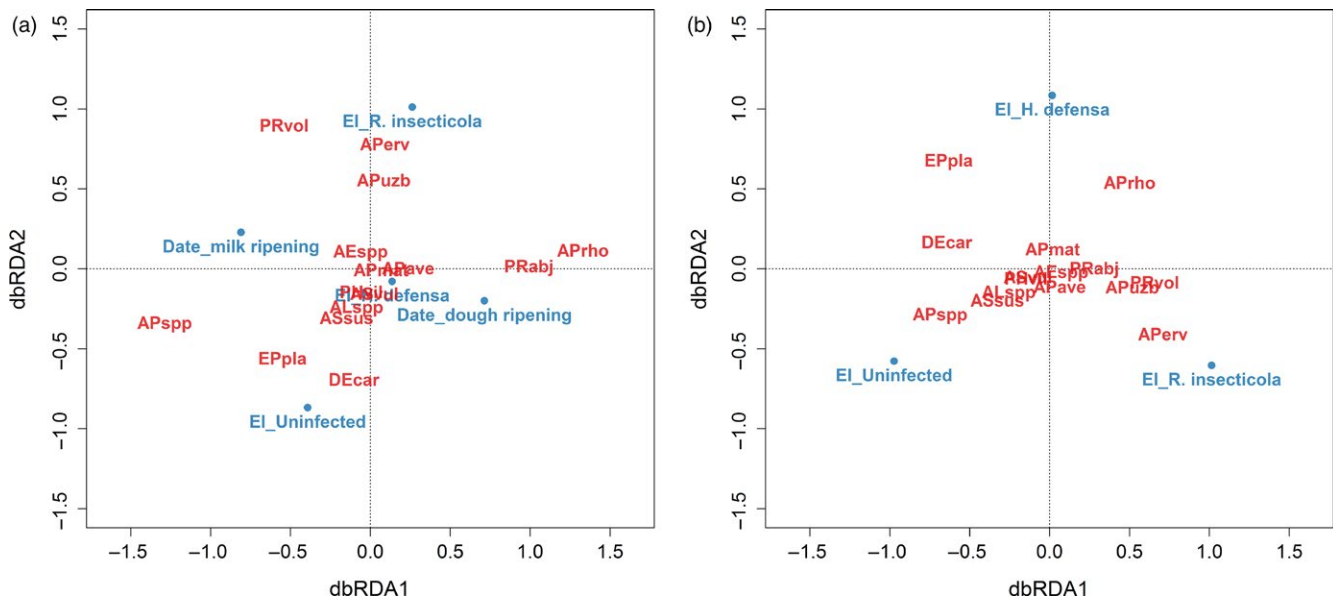 (a)
1.5
1.0
0.5
0.0
−0.5
−1.0
−1.5
dbRDA2
EI_R. insecticola
PRvol
APerv
APuzb
Date_milk ripening
AEspp
APrho
APave
PRabj
APmat
defensa
ALspp
Date_dough ripening
ASsus
APspp
EPpla
DEcar
EI_Uninfected
−1.5 −1.0 −0.5 0.0 0.5 1.0 1.5
dbRDA1
(b)
1.5
1.0
0.5
0.0
−0.5
−1.0
−1.5
EI_H. defensa
EPpla
APrho
DEcar
APmat
AEspp
PRabj
PRvol
APave
APuzb
ALspp
ASsus
APspp
APerv
EI_Uninfected
EI_R. insecticola
−1.5 −1.0 −0.5 0.0 0.5 1.0 1.5
dbRDA1